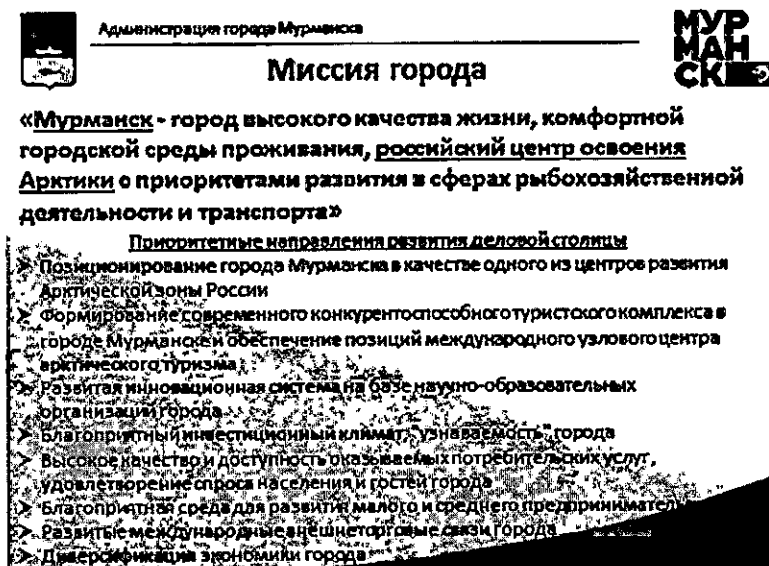 Администрация города Мурманска
МУР
МАН
СК
Миссия города
«Мурманск - город высокого качества жизни, комфортной
городской среды проживания, российский центр освоения
Арктики с приоритетами развития в сферах рыбохозяйственной
деятельности и транспорта»
Приоритетные направления развития деловой столицы
➤ Позиционирование города Мурманска в качестве одного из центров развития
Арктической зоны России
➤ Формирование современного конкурентоспособного туристского комплекса в
городе Мурманске и обеспечение позиций международного узлового центра
арктического туризма
➤ Развитая инновационная система на базе научно-образовательных
организаций города
➤ Благоприятный инвестиционный климат, "узнаваемость" города
➤ Высокое качество и доступность оказываемых потребительских услуг,
удовлетворение спроса населения и гостей города
➤ Благоприятная среда для развития малого и среднего
➤ Развитые международные внешнеторговые связи города
➤ Диверсификация экономики города